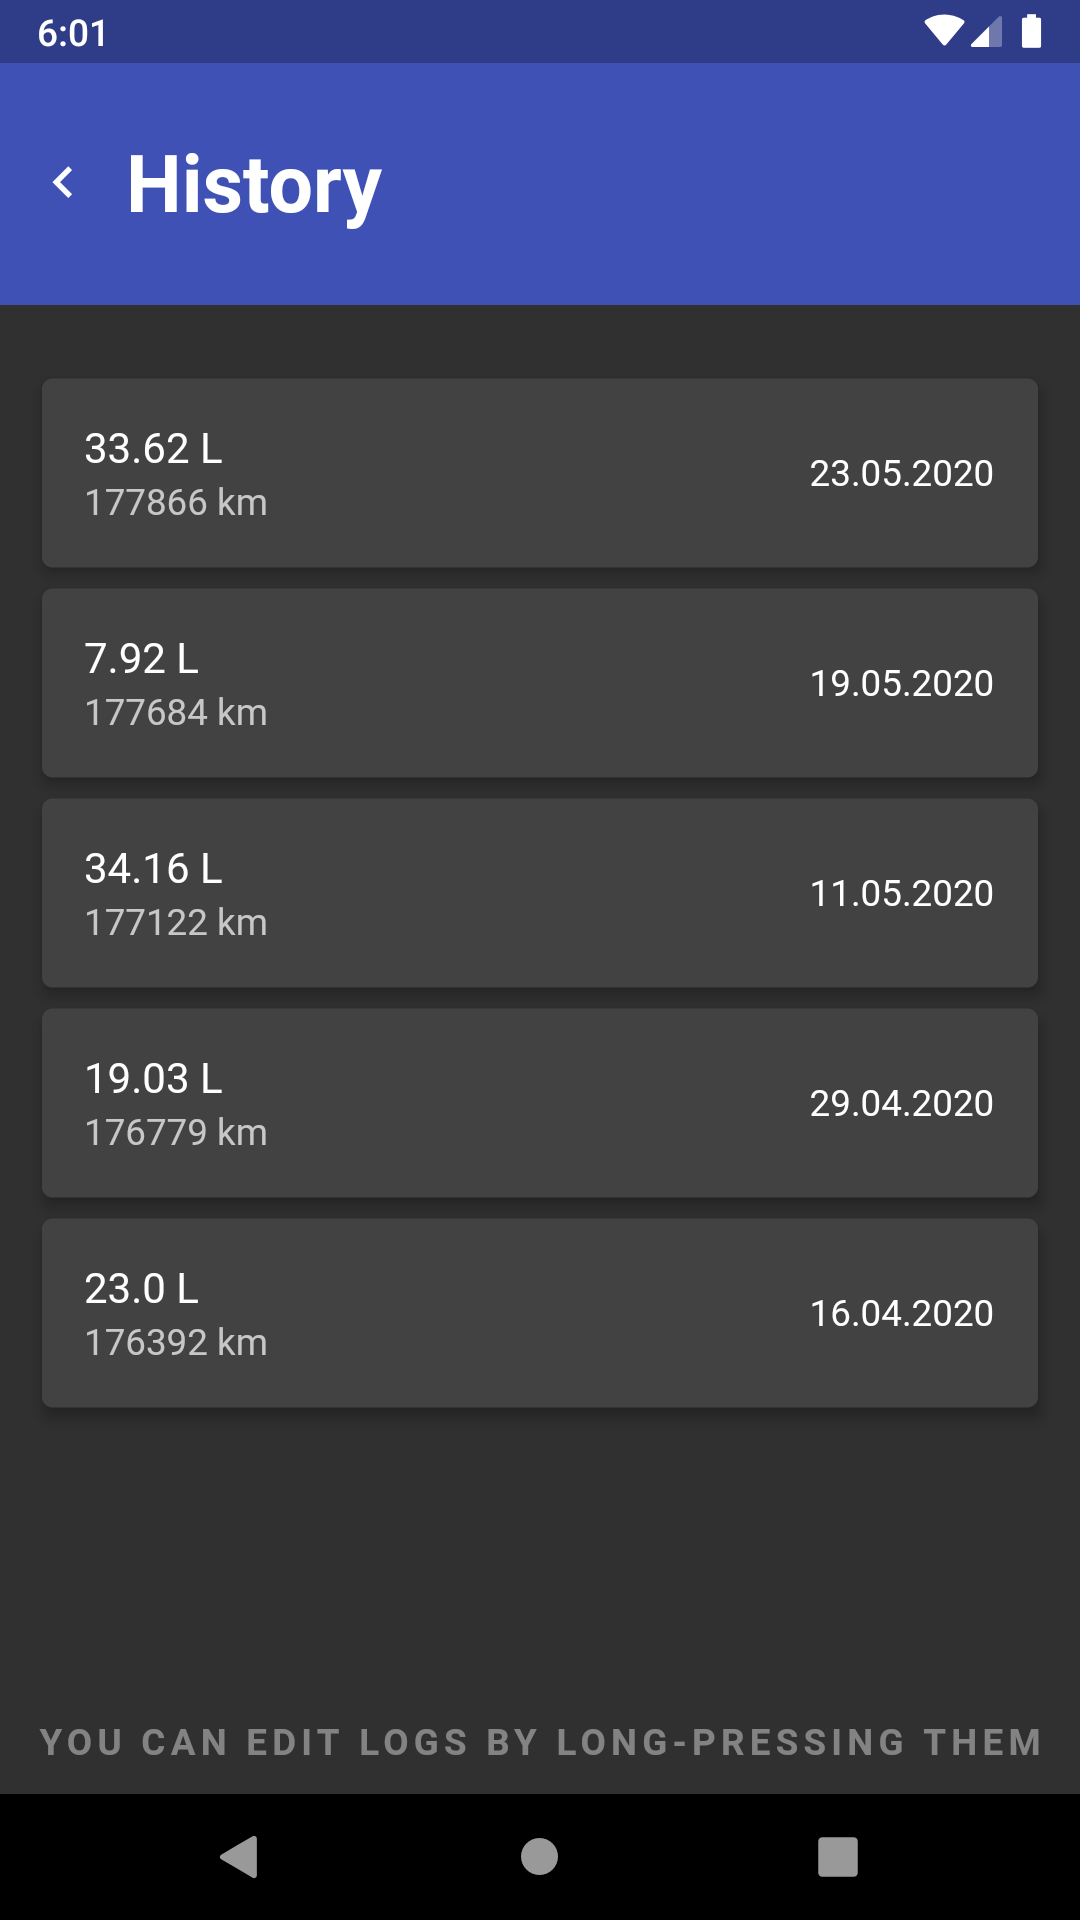 6:01
History
33.62 L
177866 km
23.05.2020
7.92 L
177684 km
19.05.2020
34.16 L
177122 km
11.05.2020
19.03 L
176779 km
29.04.2020
23.0 L
176392 km
16.04.2020
YOU CAN EDIT LOGS BY LONG-PRESSING THEM